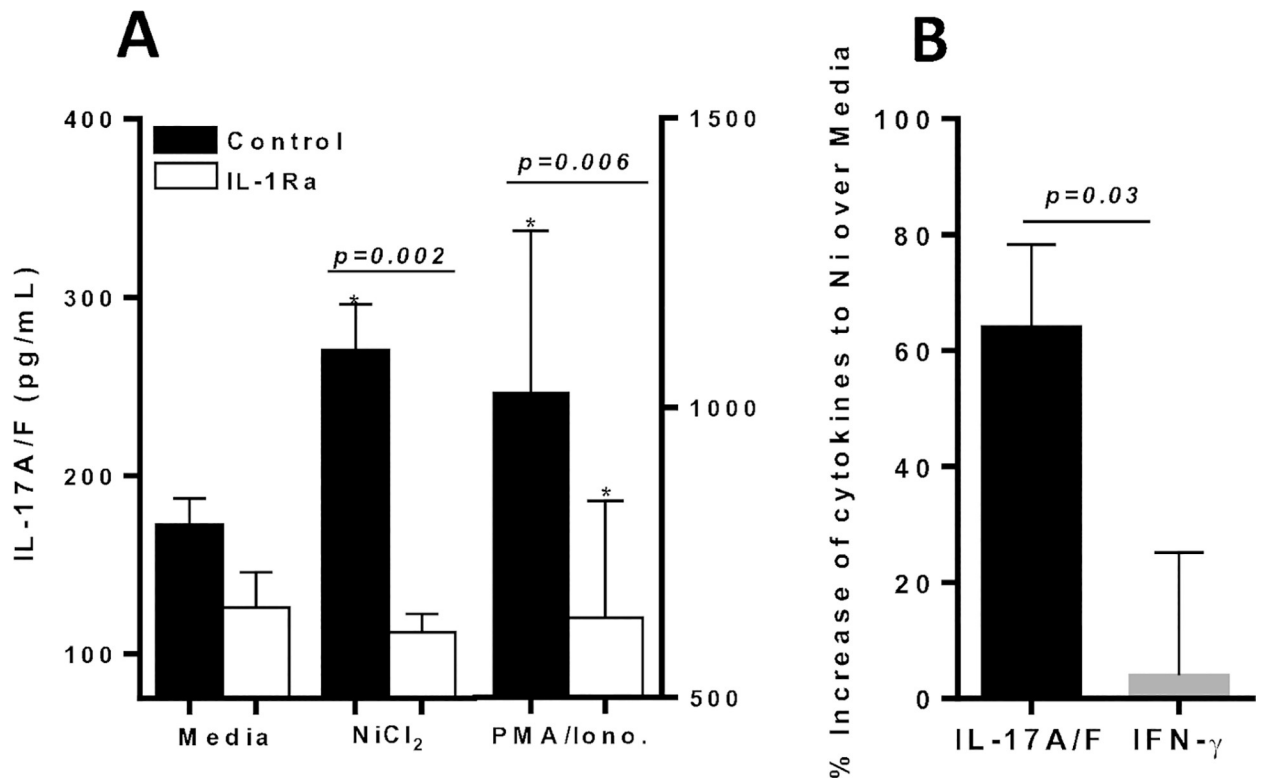 A
IL-17A/F (pg/mL)
400
300
200
100
Control
IL-1Ra
p=0.002
*
p=0.006
*
*
1500
1000
500
Media
NiCl₂
PMA/Iono.
B
% Increase of cytokines to Ni over Media
100
80
60
40
20
0
p=0.03
IL-17A/F
IFN-γ